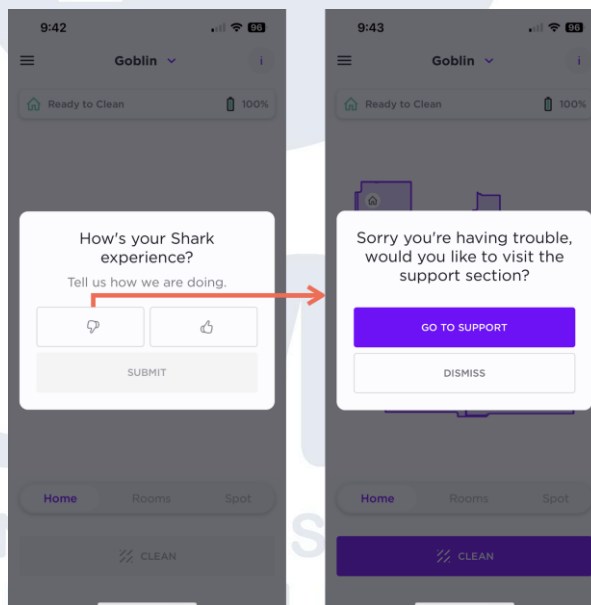 9:42
96
Goblin
i
Ready to Clean
100%
How's your Shark
experience?
Tell us how we are doing.
SUBMIT
Home
Rooms
Spot
CLEAN
9:43
96
Goblin
i
Ready to Clean
100%
Sorry you're having trouble,
would you like to visit the
support section?
GO TO SUPPORT
DISMISS
Home
Rooms
Spot
CLEAN